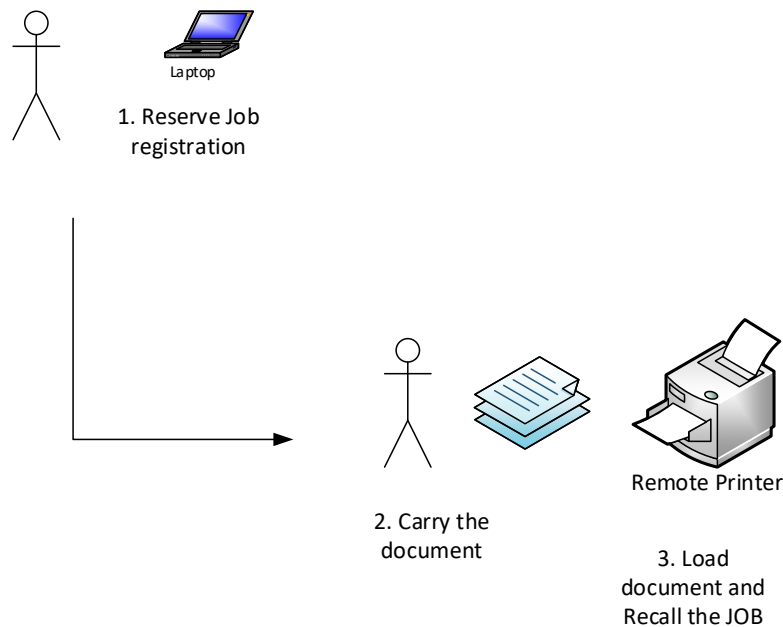 Laptop
1. Reserve Job
registration
Remote Printer
2. Carry the
document
3. Load
document and
Recall the JOB